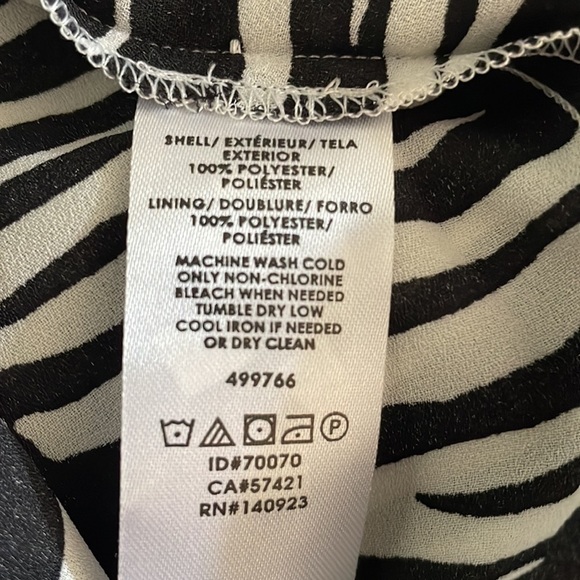 SHELL/ EXTÉRIEUR/ TELA
EXTERIOR
100% POLYESTER/
POLIÉSTER
LINING/ DOUBLURE/ FORRO
100% POLYESTER/
POLIÉSTER
MACHINE WASH COLD
ONLY NON-CHLORINE
BLEACH WHEN NEEDED
TUMBLE DRY LOW
COOL IRON IF NEEDED
OR DRY CLEAN
499766
P
ID#70070
CA#57421
RN#140923